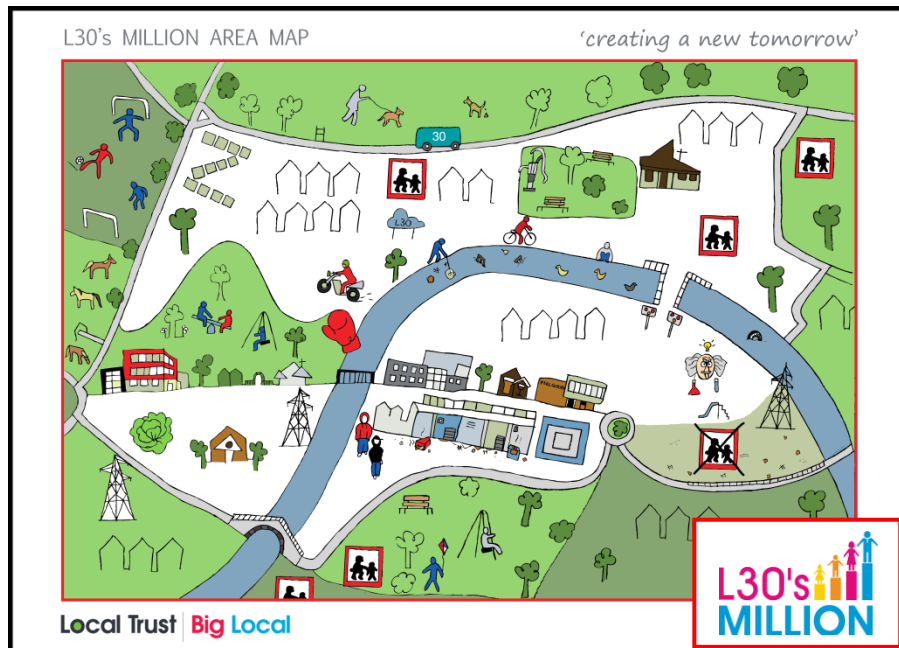 L30's MILLION AREA MAP
'creating a new tomorrow'
30
L30
L30's
MILLION
Local Trust | Big Local